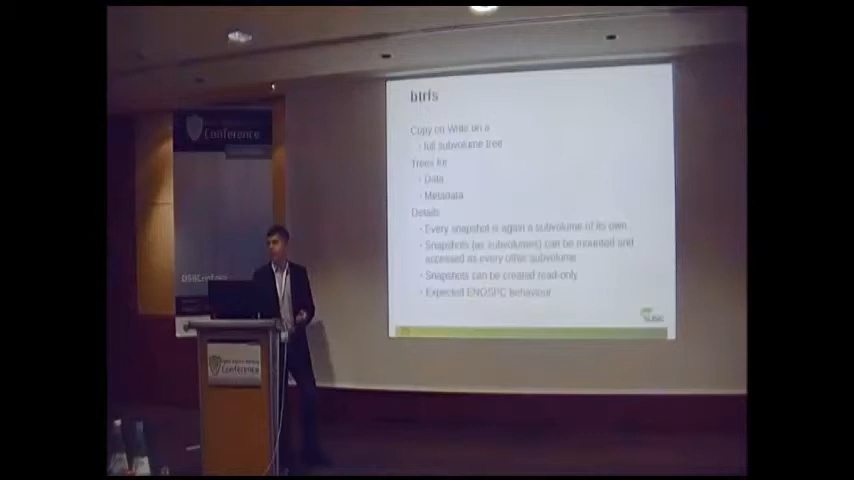 btrfs
Copy on Write on a
- full subvolume tree
Trees for
- Data
- Metadata
Details
- Every snapshot is again a subvolume of its own
- Snapshots (as subvolumes) can be mounted and
accessed as every other subvolume
- Snapshots can be created read-only
- Expected ENOSPC behaviour
SUSE
Conference
Conference